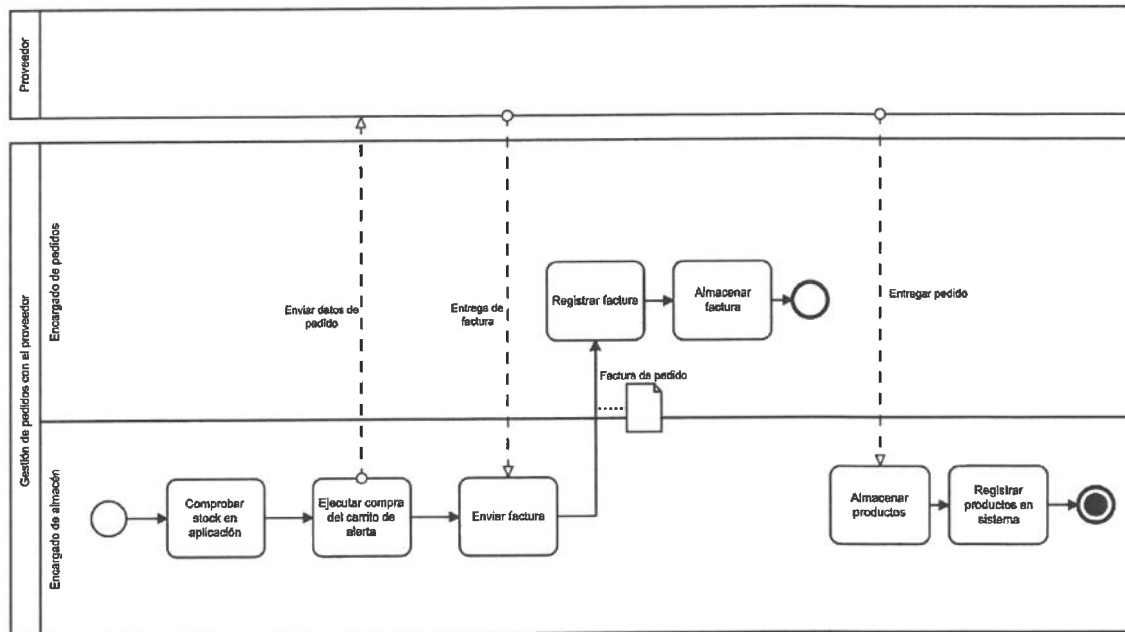 Proveedor
Gestión de pedidos con el proveedor
Encargado de pedidos
Encargado de almacén
Enviar datos de
pedido
Entrega de
factura
Registrar factura
Almacenar
factura
Entregar pedido
Factura de pedido
Comprobar
stock en
aplicación
Ejecutar compra
del carrito de
alerta
Enviar factura
Almacenar
productos
Registrar
productos en
sistema